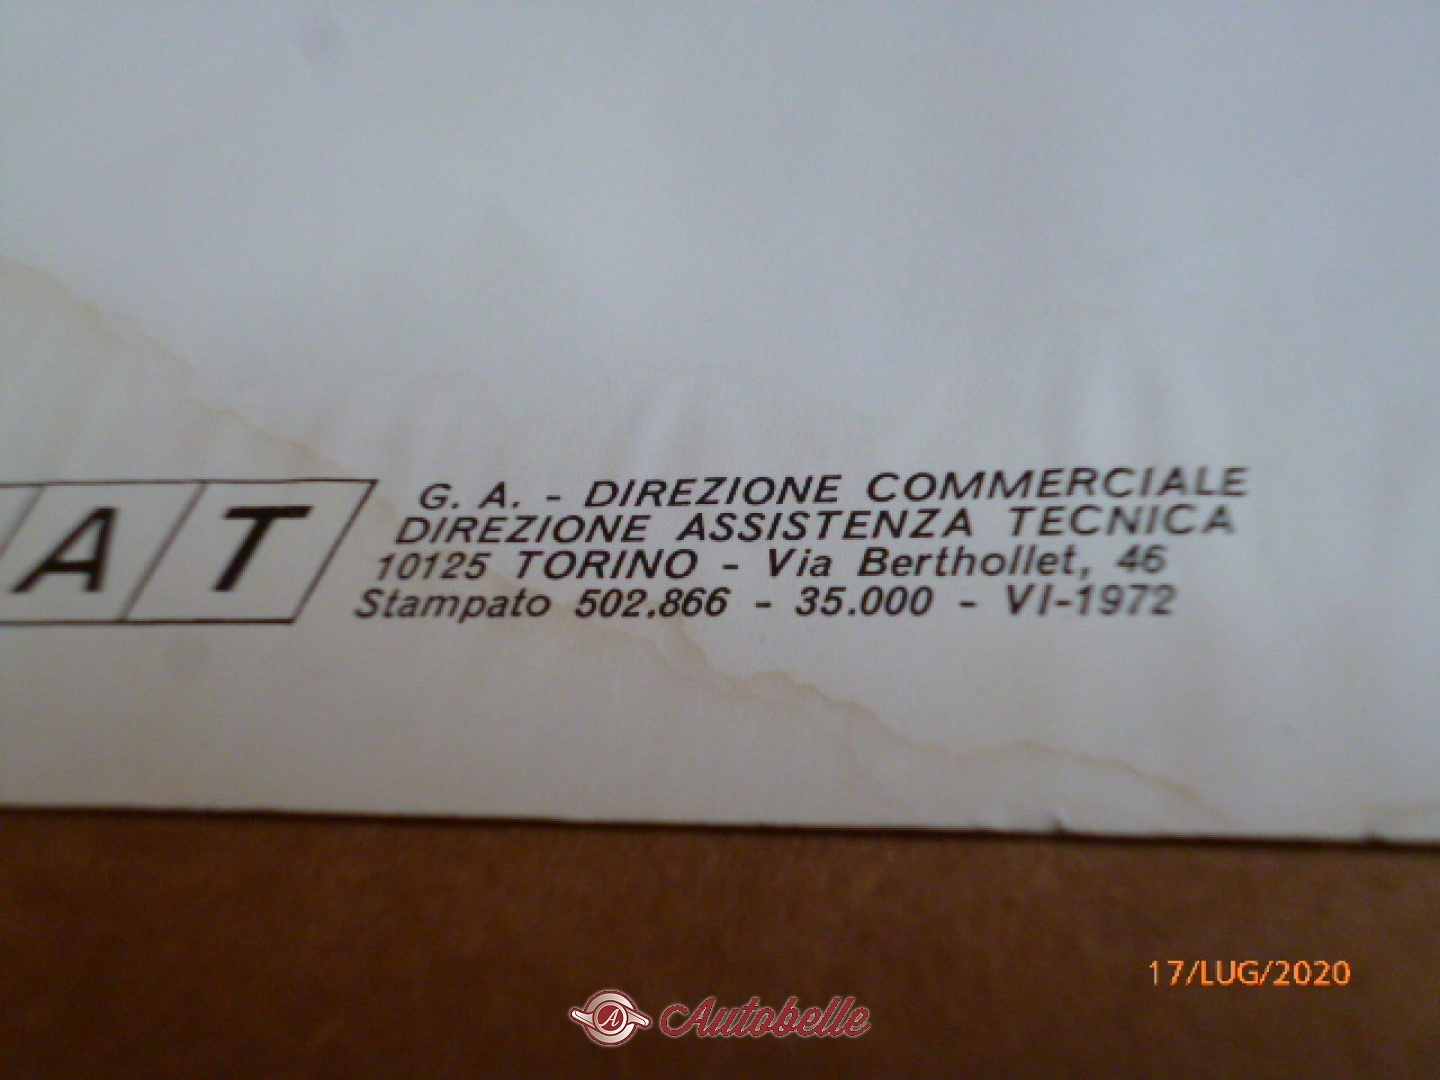 AT
G. A. - DIREZIONE COMMERCIALE
DIREZIONE ASSISTENZA TECNICA
10125 TORINO - Via Berthollet, 46
Stampato 502.866 - 35.000 - VI-1972
17/LUG/2020
A Autobelle